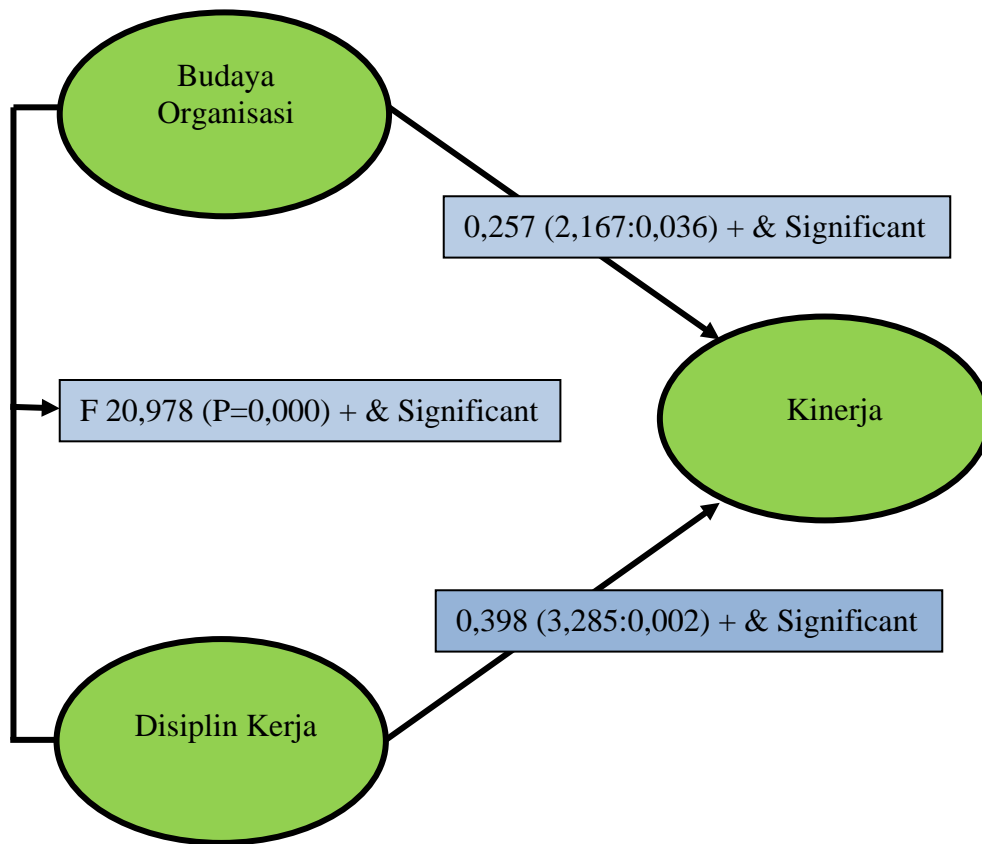 Budaya
Organisasi
0,257 (2,167:0,036) + & Significant
F 20,978 (P=0,000) + & Significant
Kinerja
0,398 (3,285:0,002) + & Significant
Disiplin Kerja